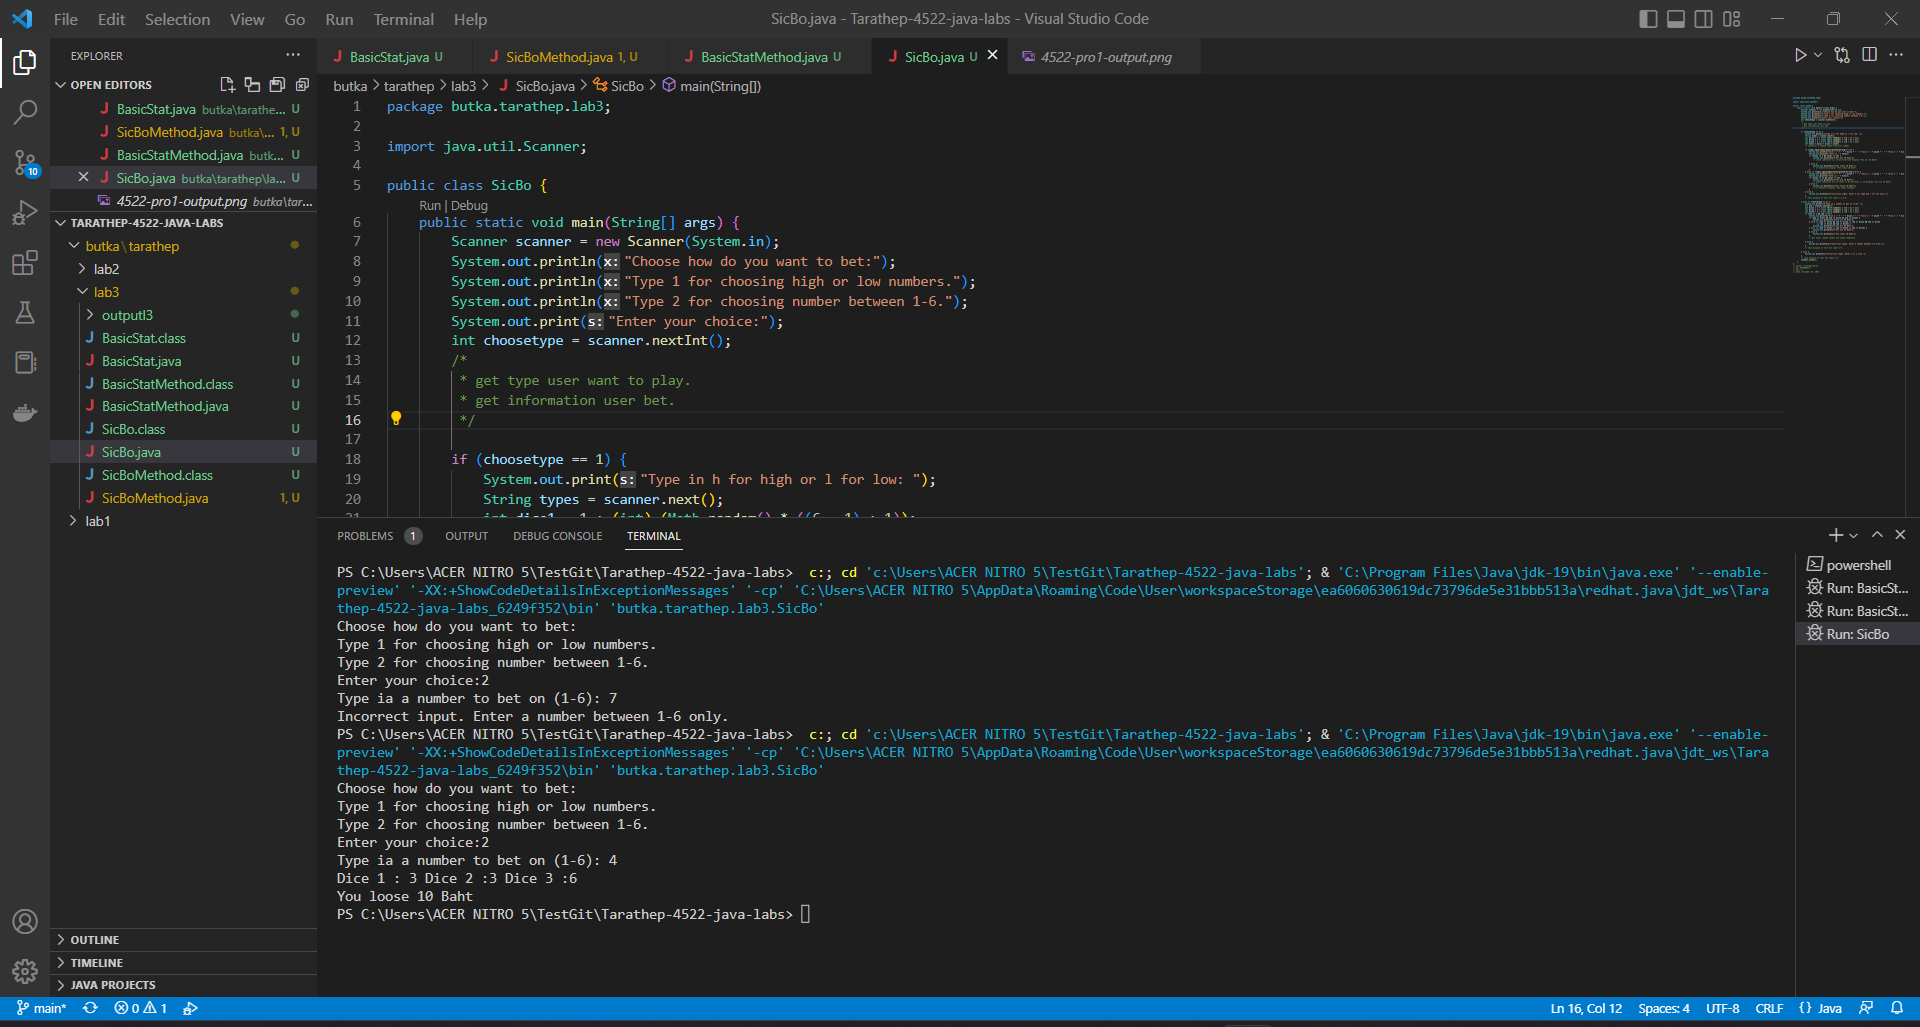 File Edit Selection View Go Run Terminal Help
SicBo.java - Tarathep-4522-java-labs - Visual Studio Code
EXPLORER
OPEN EDITORS
BasicStat.java butka\tarathe... U
SicBoMethod.java butka\... 1, U
BasicStatMethod.java butk... U
SicBo.java butka\tarathep\la... U
4522-pro1-output.png butka\tar...
TARATHEP-4522-JAVA-LABS
butka\tarathep
lab2
lab3
outputl3
BasicStat.class U
BasicStat.java U
BasicStatMethod.class U
BasicStatMethod.java U
SicBo.class U
SicBo.java U
SicBoMethod.class U
SicBoMethod.java 1, U
lab1
OUTLINE
TIMELINE
JAVA PROJECTS
10
BasicStat.java U SicBoMethod.java 1, U BasicStatMethod.java U SicBo.java U 4522-pro1-output.png
butka > tarathep > lab3 > SicBo.java > SicBo > main(String[])
1 package butka.tarathep.lab3;
2
3 import java.util.Scanner;
4
5 public class SicBo {
Run | Debug
6 public static void main(String[] args) {
7 Scanner scanner = new Scanner(System.in);
8 System.out.println(x: "Choose how do you want to bet:");
9 System.out.println(x: "Type 1 for choosing high or low numbers.");
10 System.out.println(x: "Type 2 for choosing number between 1-6.");
11 System.out.print(s: "Enter your choice:");
12 int choosetype = scanner.nextInt();
13 /*
14 * get type user want to play.
15 * get information user bet.
16 */
17
18 if (choosetype == 1) {
19 System.out.print(s: "Type in h for high or l for low: ");
20 String types = scanner.next();
21 int dice1 = 1 + (int) (Math.random() * ((6 - 1) + 1));
PROBLEMS 1 OUTPUT DEBUG CONSOLE TERMINAL
PS C:\Users\ACER NITRO 5\TestGit\Tarathep-4522-java-labs> c:; cd 'c:\Users\ACER NITRO 5\TestGit\Tarathep-4522-java-labs'; & 'C:\Program Files\Java\jdk-19\bin\java.exe' '--enable-
preview' '-XX:+ShowCodeDetailsInExceptionMessages' '-cp' 'C:\Users\ACER NITRO 5\AppData\Roaming\Code\User\workspaceStorage\ea6060630619dc73796de5e31bbb513a\redhat.java\jdt_ws\Tara
thep-4522-java-labs_6249f352\bin' 'butka.tarathep.lab3.SicBo'
Choose how do you want to bet:
Type 1 for choosing high or low numbers.
Type 2 for choosing number between 1-6.
Enter your choice:2
Type ia a number to bet on (1-6): 7
Incorrect input. Enter a number between 1-6 only.
PS C:\Users\ACER NITRO 5\TestGit\Tarathep-4522-java-labs> c:; cd 'c:\Users\ACER NITRO 5\TestGit\Tarathep-4522-java-labs'; & 'C:\Program Files\Java\jdk-19\bin\java.exe' '--enable-
preview' '-XX:+ShowCodeDetailsInExceptionMessages' '-cp' 'C:\Users\ACER NITRO 5\AppData\Roaming\Code\User\workspaceStorage\ea6060630619dc73796de5e31bbb513a\redhat.java\jdt_ws\Tara
thep-4522-java-labs_6249f352\bin' 'butka.tarathep.lab3.SicBo'
Choose how do you want to bet:
Type 1 for choosing high or low numbers.
Type 2 for choosing number between 1-6.
Enter your choice:2
Type ia a number to bet on (1-6): 4
Dice 1 : 3 Dice 2 :3 Dice 3 :6
You loose 10 Baht
PS C:\Users\ACER NITRO 5\TestGit\Tarathep-4522-java-labs>
powershell
Run: BasicSt...
Run: BasicSt...
Run: SicBo
main* 0 1 Ln 16, Col 12 Spaces: 4 UTF-8 CRLF {} Java